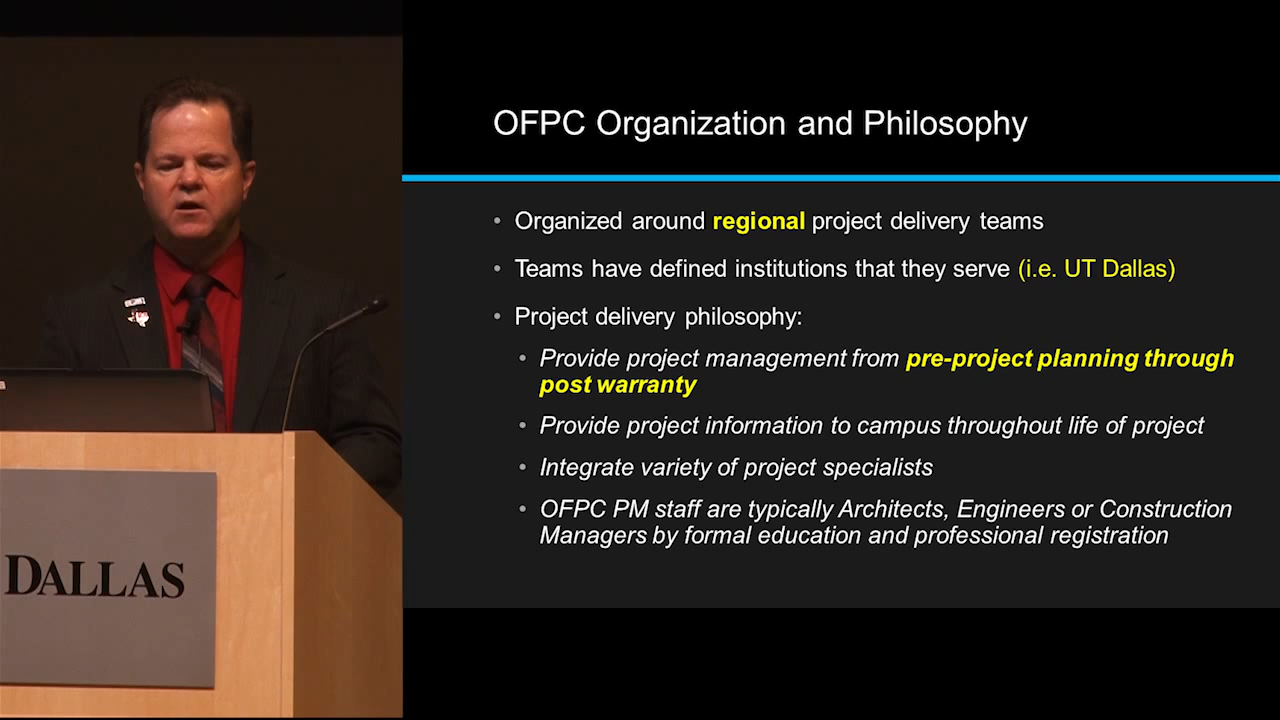 OFPC Organization and Philosophy
• Organized around regional project delivery teams
• Teams have defined institutions that they serve (i.e. UT Dallas)
• Project delivery philosophy:
• Provide project management from pre-project planning through
post warranty
• Provide project information to campus throughout life of project
• Integrate variety of project specialists
• OFPC PM staff are typically Architects, Engineers or Construction
Managers by formal education and professional registration
DALLAS